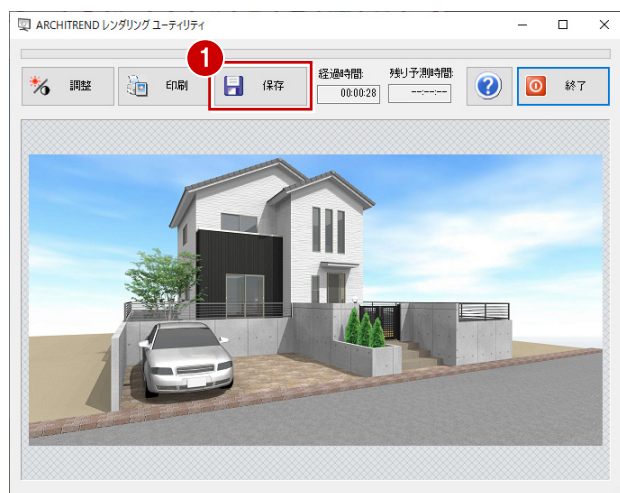 ARCHITREND レンダリング ユーティリティ
1
調整
印刷
保存
経過時間:
00:00:28
残り予測時間:
--:--:--
?
終了